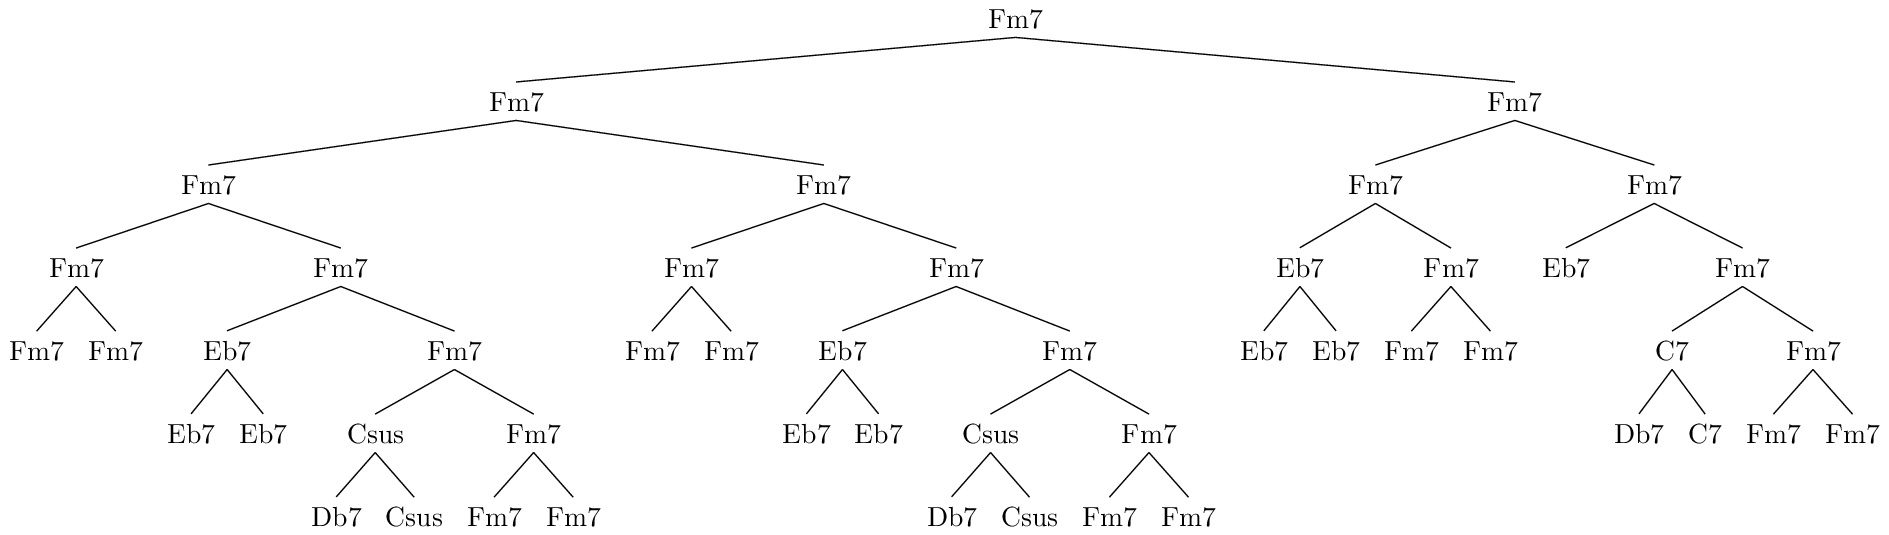 Fm7
Fm7 Fm7
Fm7 Fm7 Fm7 Fm7
Fm7 Fm7 Fm7 Fm7 Eb7 Fm7 Eb7 Fm7
Fm7 Fm7 Eb7 Fm7 Fm7 Fm7 Eb7 Fm7 Eb7 Eb7 Fm7 Fm7 C7 Fm7
Eb7 Eb7 Csus Fm7 Eb7 Eb7 Csus Fm7 Db7 C7 Fm7 Fm7
Db7 Csus Fm7 Fm7 Db7 Csus Fm7 Fm7